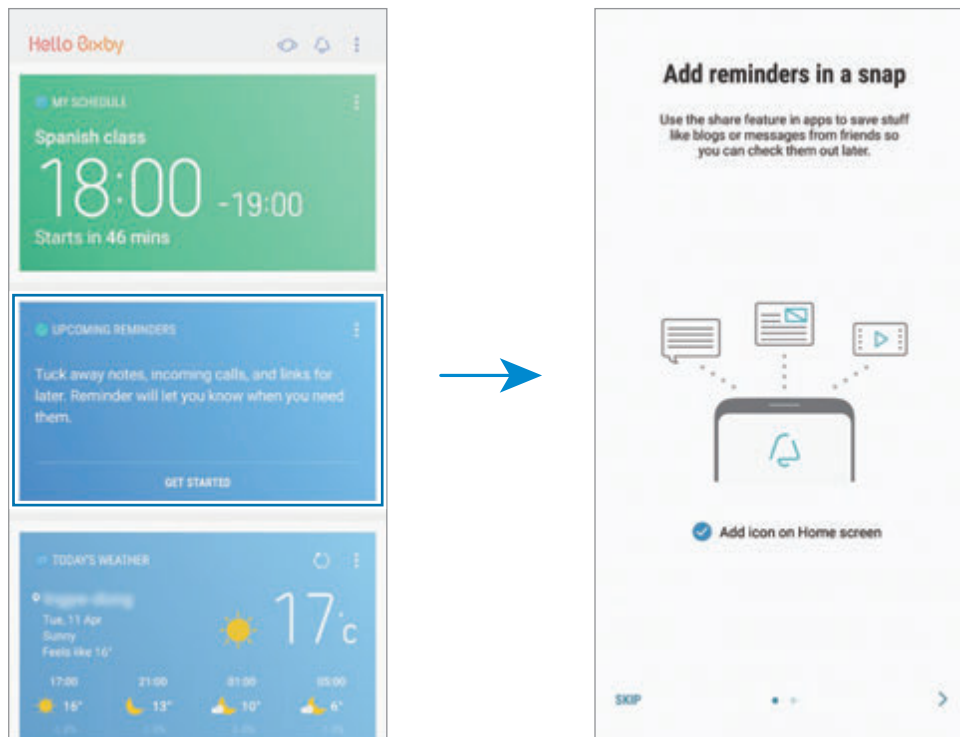 Hello Bixby
MY SCHEDULE
Spanish class
18:00 -19:00
Starts in 46 mins
UPCOMING REMINDERS
Tuck away notes, incoming calls, and links for
later. Reminder will let you know when you need
them.
GET STARTED
TODAY'S WEATHER
17°c
Tue, 11 Apr
Sunny
Feels like 16°
17:00 21:00 01:00 05:00
16° 13° 10° 6°
Add reminders in a snap
Use the share feature in apps to save stuff
like blogs or messages from friends so
you can check them out later.
Add icon on Home screen
SKIP